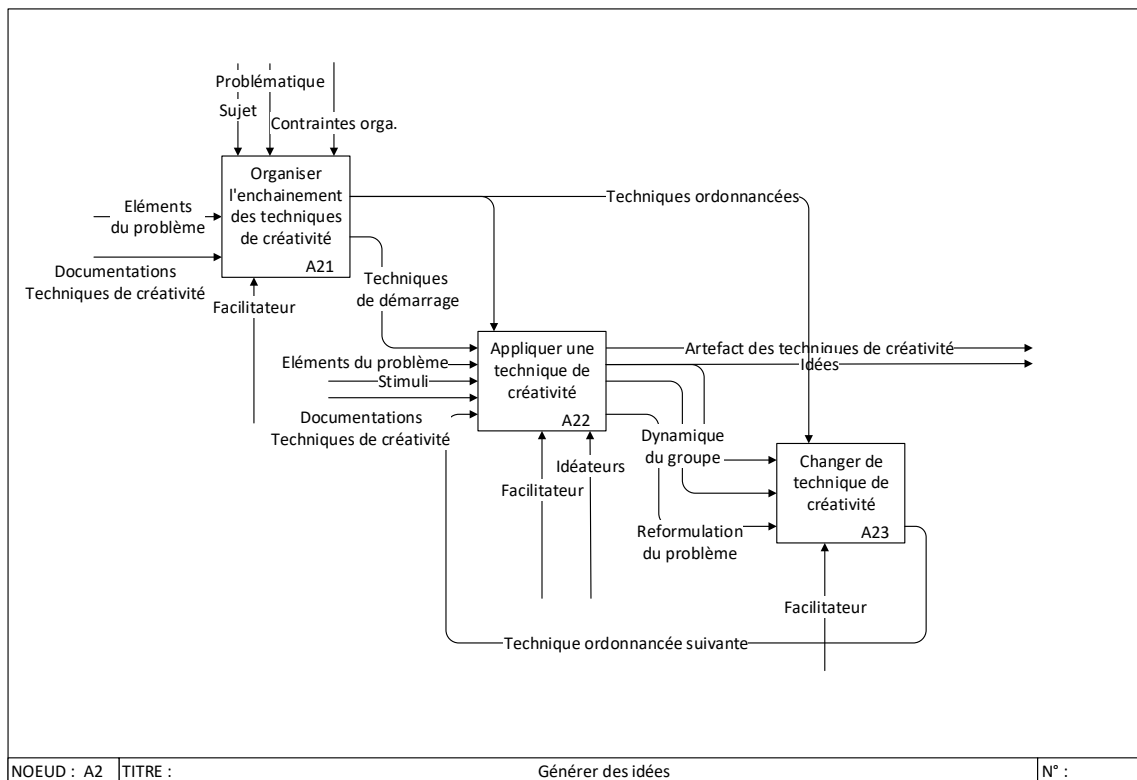 Problématique
Sujet
Contraintes orga.
Organiser
l'enchainement
des techniques
de créativité
A21
Eléments
du problème
Documentations
Techniques de créativité
Facilitateur
Techniques ordonnancées
Techniques
de démarrage
Appliquer une
technique de
créativité
A22
Eléments du problème
Stimuli
Documentations
Techniques de créativité
Artefact des techniques de créativité
Idées
Idéateurs
Facilitateur
Dynamique
du groupe
Reformulation
du problème
Changer de
technique de
créativité
A23
Facilitateur
Technique ordonnancée suivante
NOEUD : A2 TITRE : Générer des idées N° :